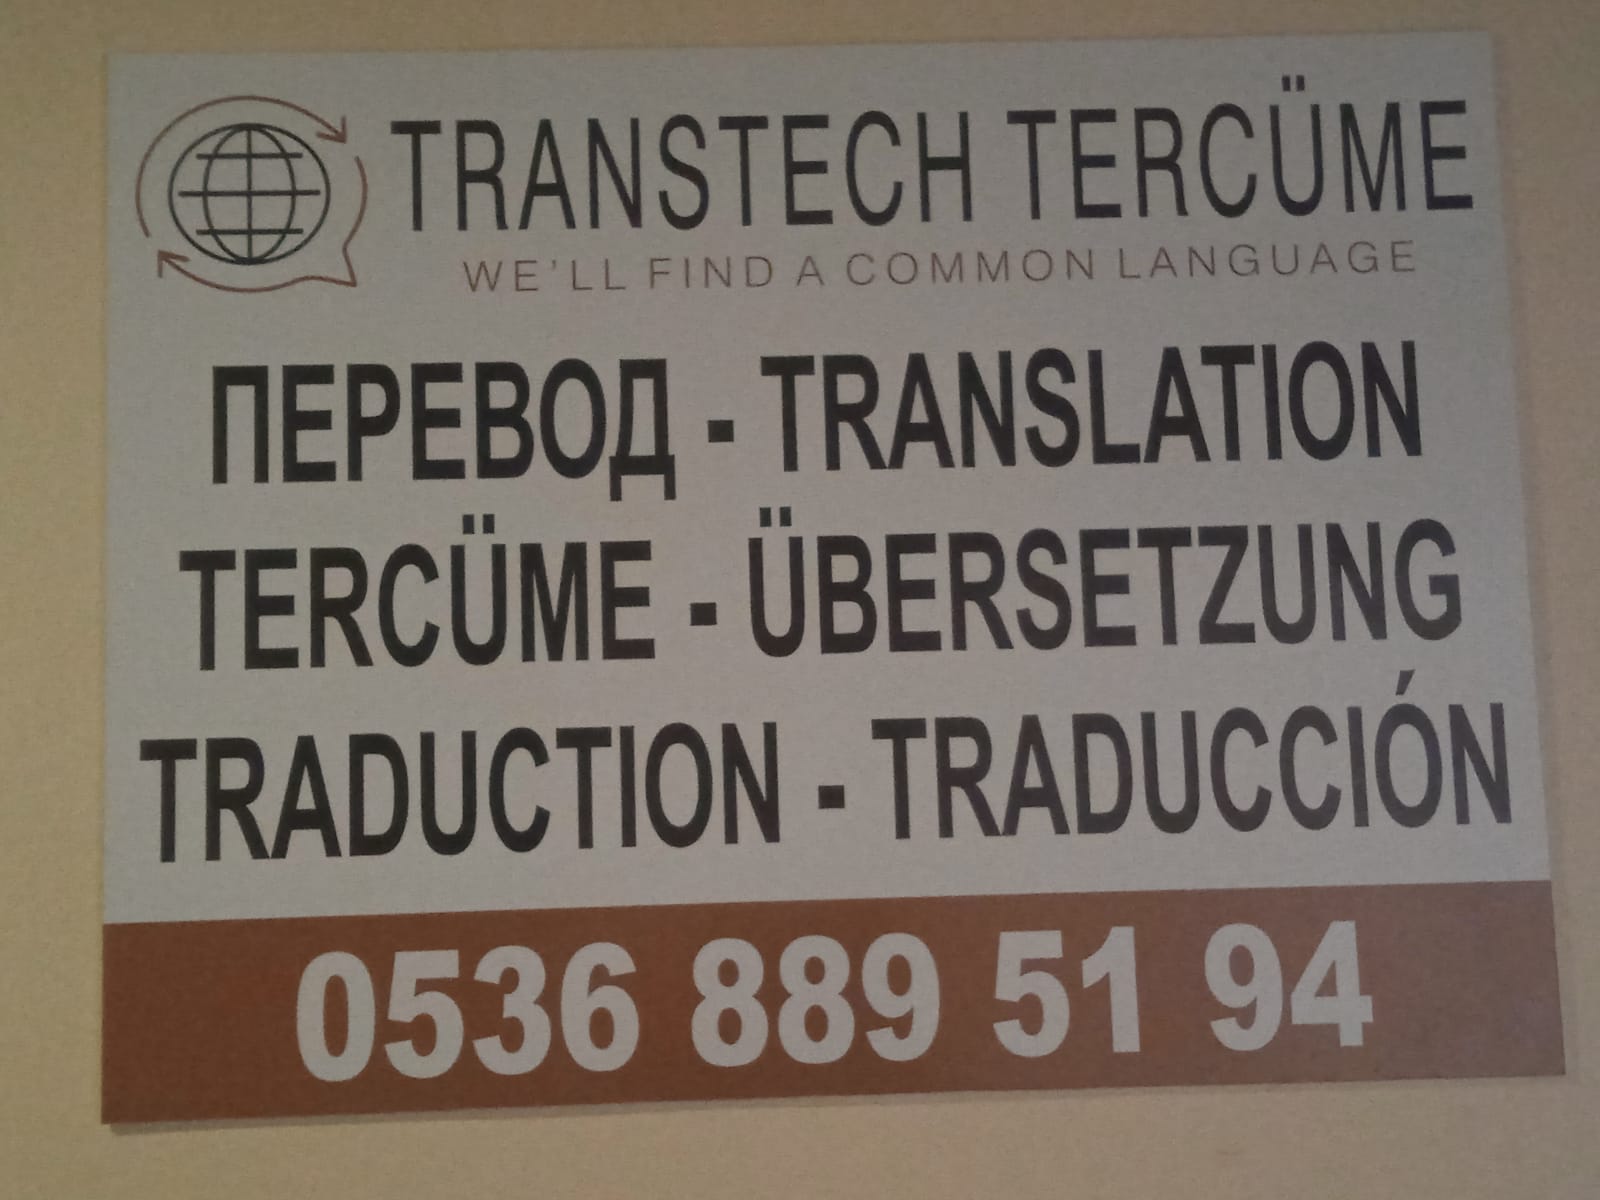 TRANSTECH TERCÜME
WE'LL FIND A COMMON LANGUAGE
ПЕРЕВОД - TRANSLATION
TERCÜME - ÜBERSETZUNG
TRADUCTION - TRADUCCIÓN
0536 889 51 94